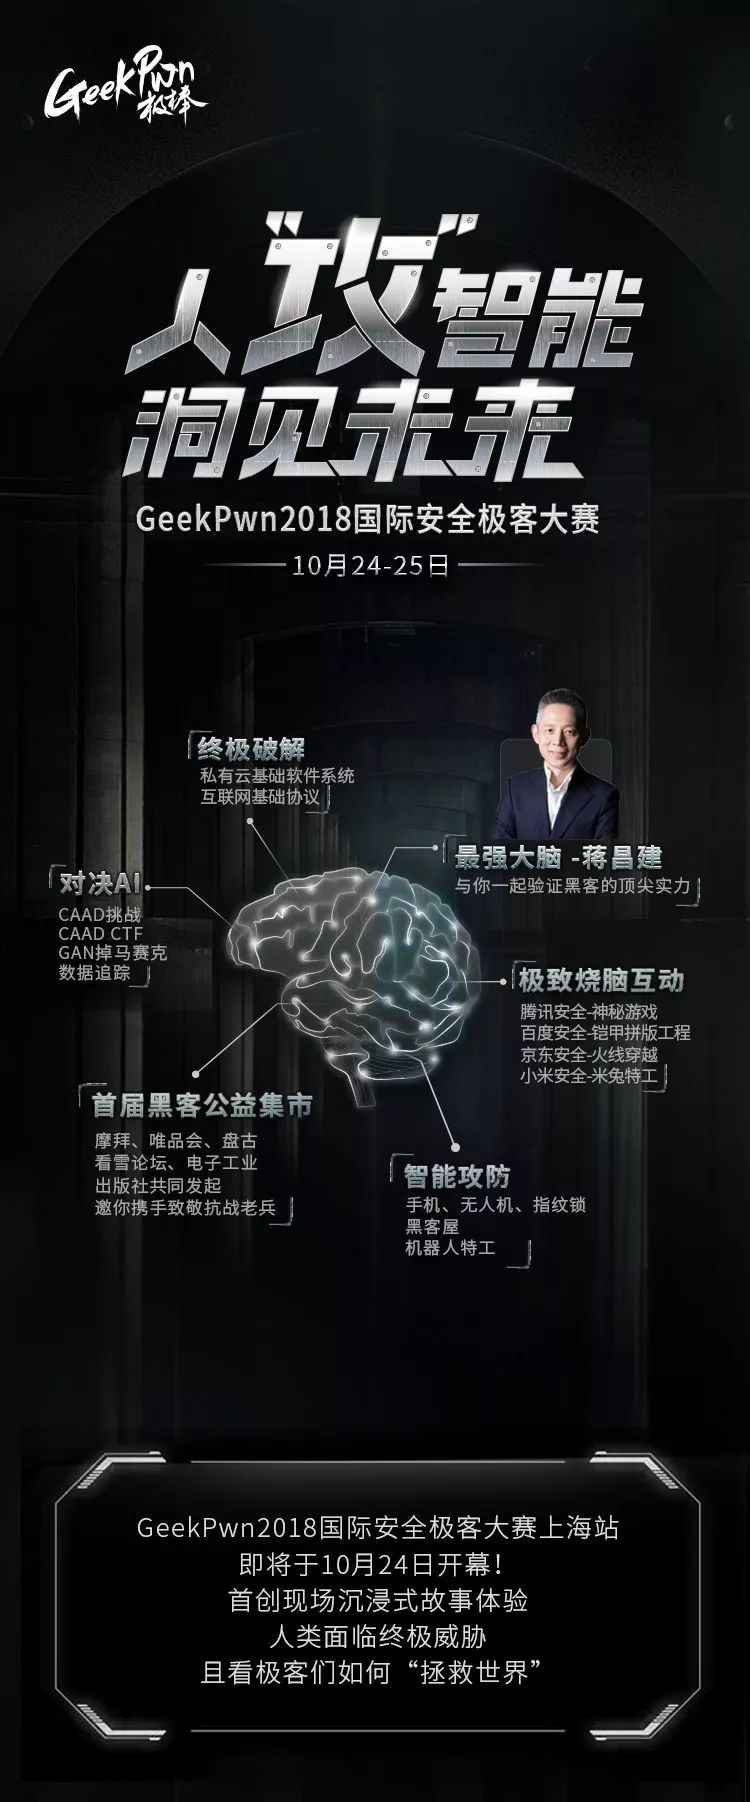 GeekPwn
极棒
人“攻”智能
洞见未来
GeekPwn2018国际安全极客大赛
10月24-25日
终极破解
私有云基础软件系统
互联网基础协议
最强大脑 -蒋昌建
与你一起验证黑客的顶尖实力
对决AI
CAAD挑战
CAAD CTF
GAN掉马赛克
数据追踪
极致烧脑互动
腾讯安全-神秘游戏
百度安全-铠甲拼版工程
京东安全-火线穿越
小米安全-米兔特工
首届黑客公益集市
摩拜、唯品会、盘古
看雪论坛、电子工业
出版社共同发起
邀你携手致敬抗战老兵
智能攻防
手机、无人机、指纹锁
黑客屋
机器人特工
GeekPwn2018国际安全极客大赛上海站
即将于10月24日开幕！
首创现场沉浸式故事体验
人类面临终极威胁
且看极客们如何“拯救世界”